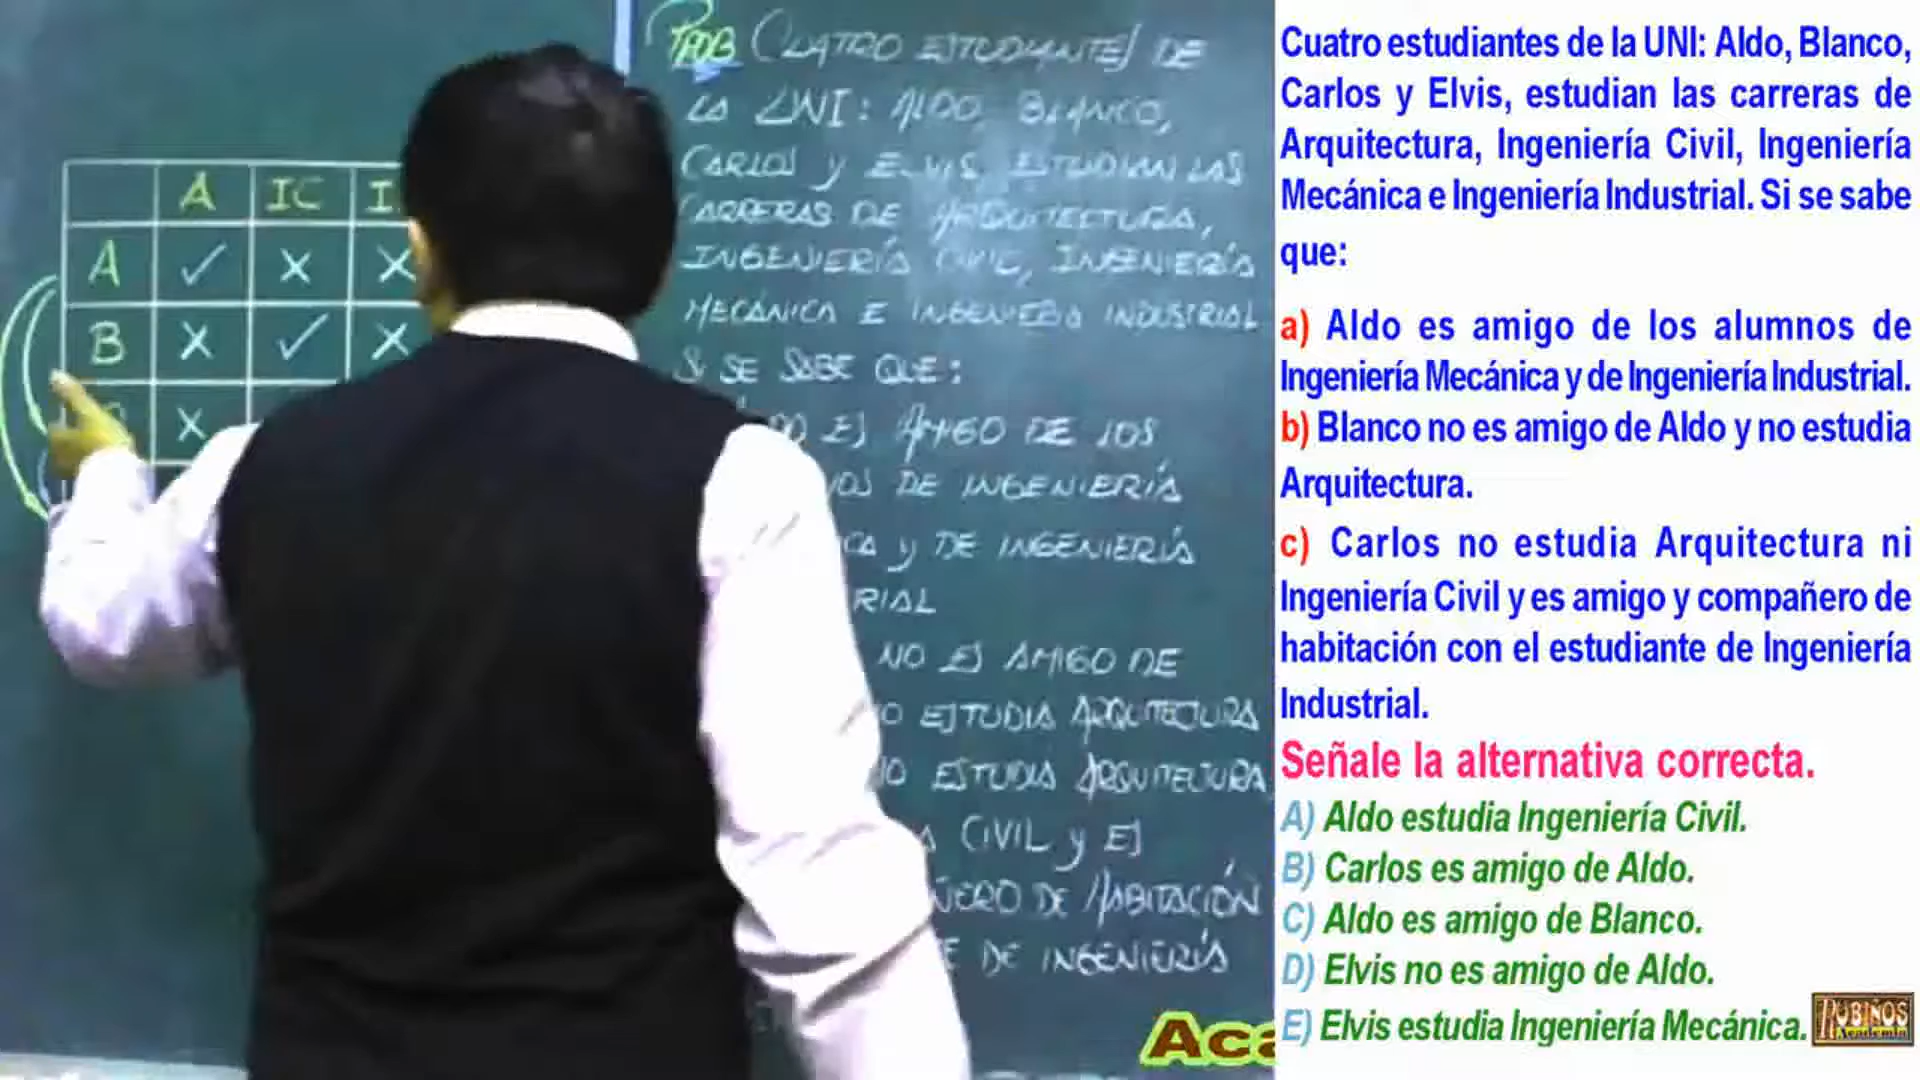 A IC
A ✓ X X
B X ✓ X
X
PROB CUATRO ESTUDIANTES DE
LA UNI: ALDO, BLANCO,
CARLOS Y ELVIS, ESTUDIAN LAS
CARRERAS DE ARQUITECTURA,
INGENIERÍA CIVIL, INGENIERÍA
MECÁNICA E INGENIERIA INDUSTRIAL
SI SE SABE QUE:
ES AMIGO DE LOS
DE INGENIERÍA
Y DE INGENIERÍA
RIAL
NO ES AMIGO DE
ESTUDIA ARQUITECTURA
ESTUDIA ARQUITECTURA
CIVIL Y ES
DE HABITACIÓN
DE INGENIERÍA
Aca
Cuatro estudiantes de la UNI: Aldo, Blanco,
Carlos y Elvis, estudian las carreras de
Arquitectura, Ingeniería Civil, Ingeniería
Mecánica e Ingeniería Industrial. Si se sabe
que:
a) Aldo es amigo de los alumnos de
Ingeniería Mecánica y de Ingeniería Industrial.
b) Blanco no es amigo de Aldo y no estudia
Arquitectura.
c) Carlos no estudia Arquitectura ni
Ingeniería Civil y es amigo y compañero de
habitación con el estudiante de Ingeniería
Industrial.
Señale la alternativa correcta.
A) Aldo estudia Ingeniería Civil.
B) Carlos es amigo de Aldo.
C) Aldo es amigo de Blanco.
D) Elvis no es amigo de Aldo.
E) Elvis estudia Ingeniería Mecánica.
RUBIÑOS
Academia